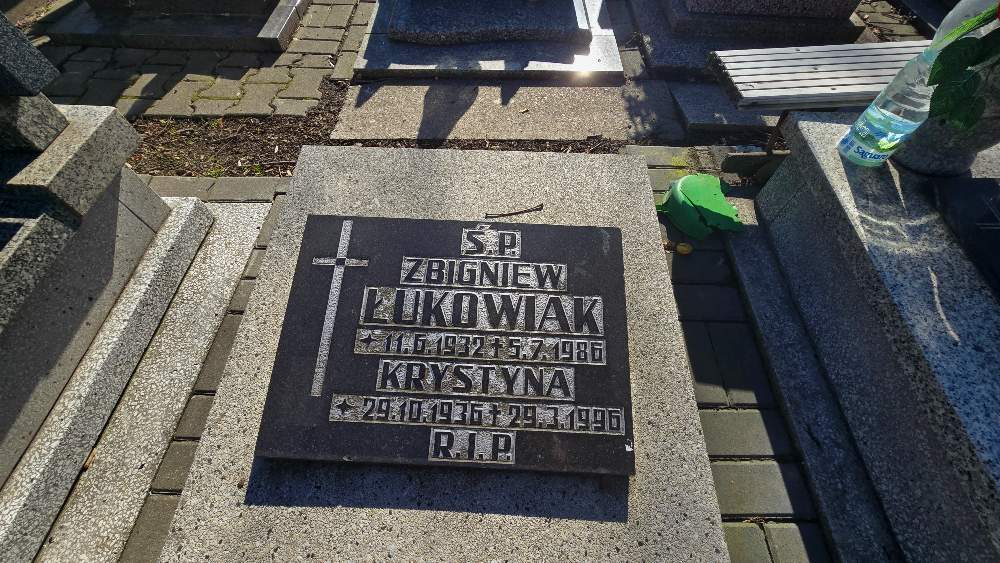 Ś.P.
ZBIGNIEW
ŁUKOWIAK
✦ 11.6.1932 ✝ 5.7.1986
KRYSTYNA
✦ 29.10.1936 ✝ 29.3.1996
R.I.P.